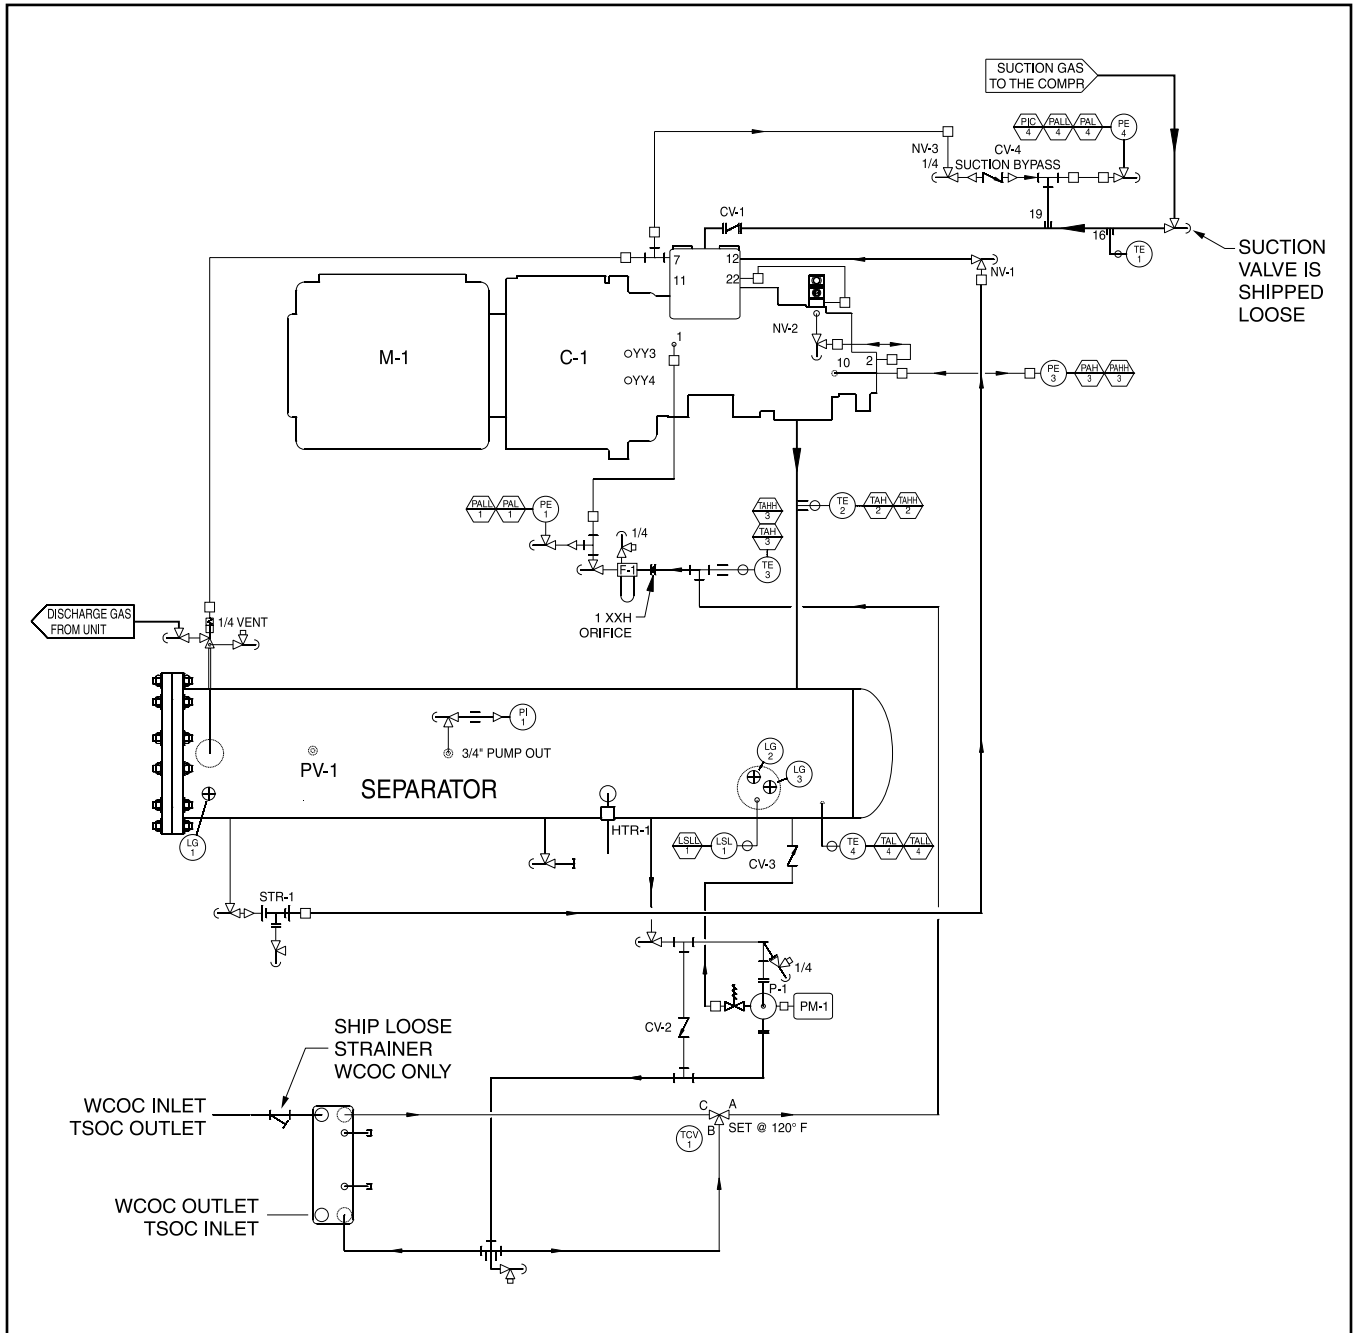 SUCTION GAS
TO THE COMPR
PIC
4
PALL
4
PAL
4
PE
4
NV-3
1/4
CV-4
SUCTION BYPASS
CV-1
19
16
TE
1
SUCTION
VALVE IS
SHIPPED
LOOSE
7
12
11
22
NV-1
NV-2
M-1
C-1
YY3
YY4
1
2
10
PE
3
PAH
3
PAHH
3
PALL
1
PAL
1
PE
1
TAHH
3
TAH
3
TE
3
TE
2
TAH
2
TAHH
2
1/4
F-1
1 XXH
ORIFICE
DISCHARGE GAS
FROM UNIT
1/4 VENT
PI
1
3/4" PUMP OUT
PV-1
SEPARATOR
LG
2
LG
3
HTR-1
LG
1
LSLL
1
LSL
1
CV-3
TE
4
TAL
4
TALL
4
STR-1
1/4
P-1
PM-1
CV-2
SHIP LOOSE
STRAINER
WCOC ONLY
WCOC INLET
TSOC OUTLET
C
A
B
SET @ 120° F
TCV
1
WCOC OUTLET
TSOC INLET